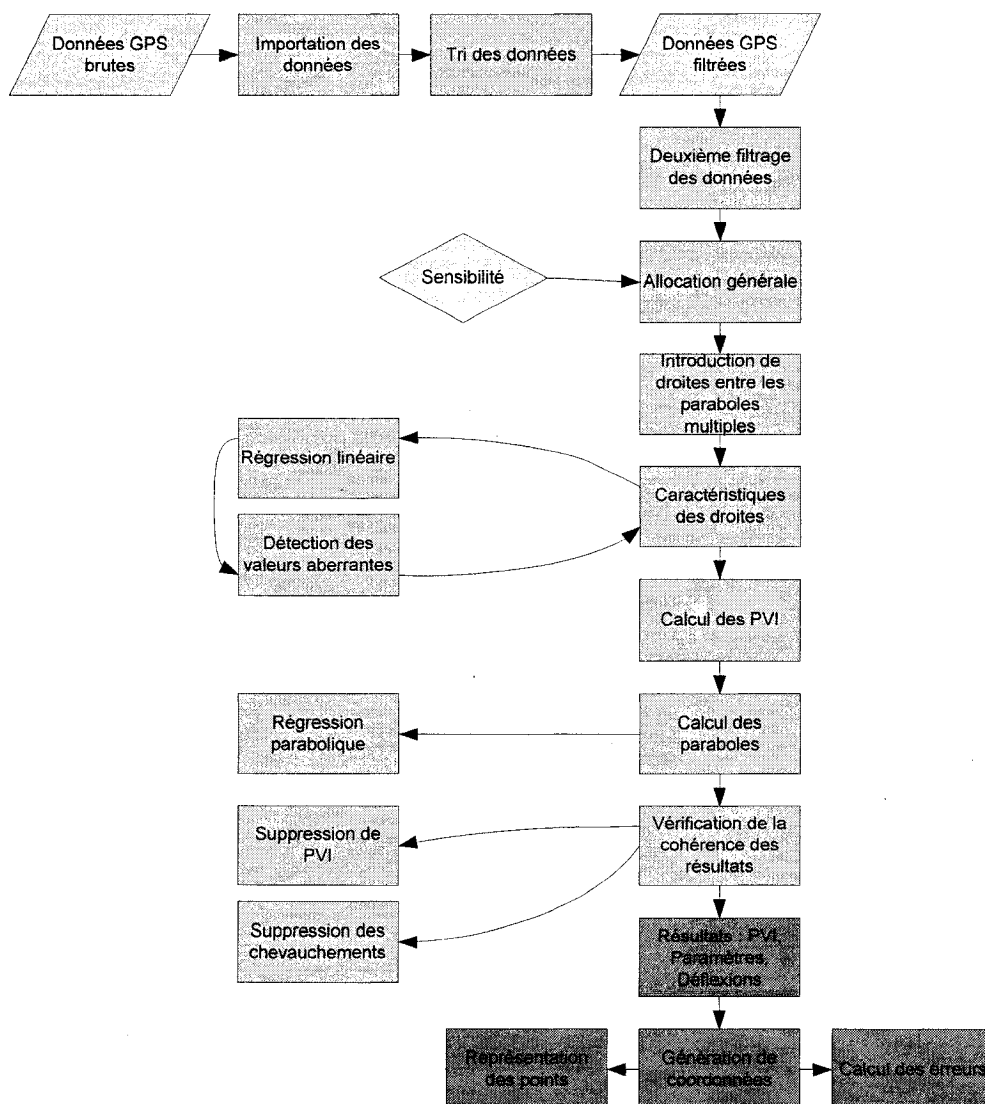 Données GPS
brutes
Importation des
données
Tri des données
Données GPS
filtrées
Deuxième filtrage
des données
Sensibilité
Allocation générale
Introduction de
droites entre les
paraboles
multiples
Régression linéaire
Caractéristiques
des droites
Détection des
valeurs aberrantes
Calcul des PVI
Régression
parabolique
Calcul des
paraboles
Suppression de
PVI
Vérification de la
cohérence des
résultats
Suppression des
chevauchements
Résultats : PVI,
Paramètres,
Déflexions
Représentation
des points
Génération de
coordonnées
Calcul des erreurs